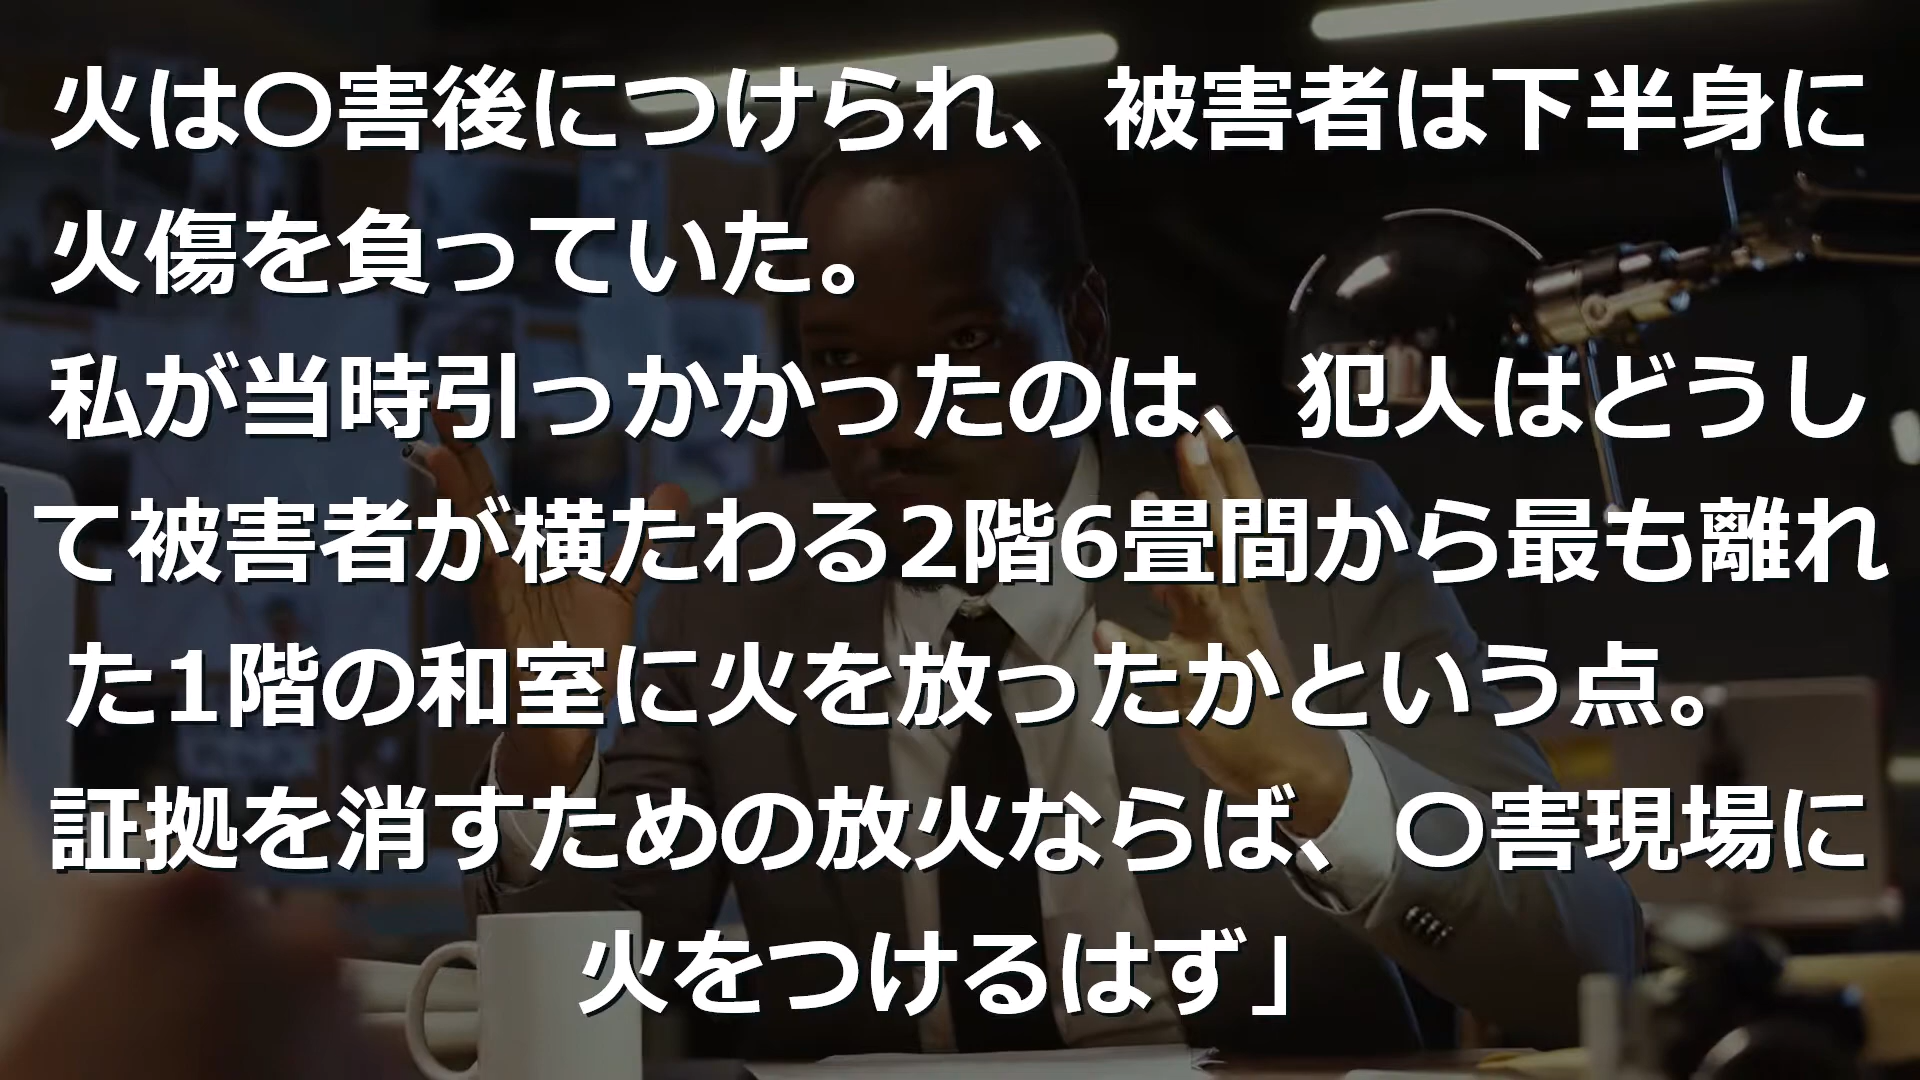 火は〇害後につけられ、被害者は下半身に
火傷を負っていた。
私が当時引っかかったのは、犯人はどうし
て被害者が横たわる2階6畳間から最も離れ
た1階の和室に火を放ったかという点。
証拠を消すための放火ならば、〇害現場に
火をつけるはず」